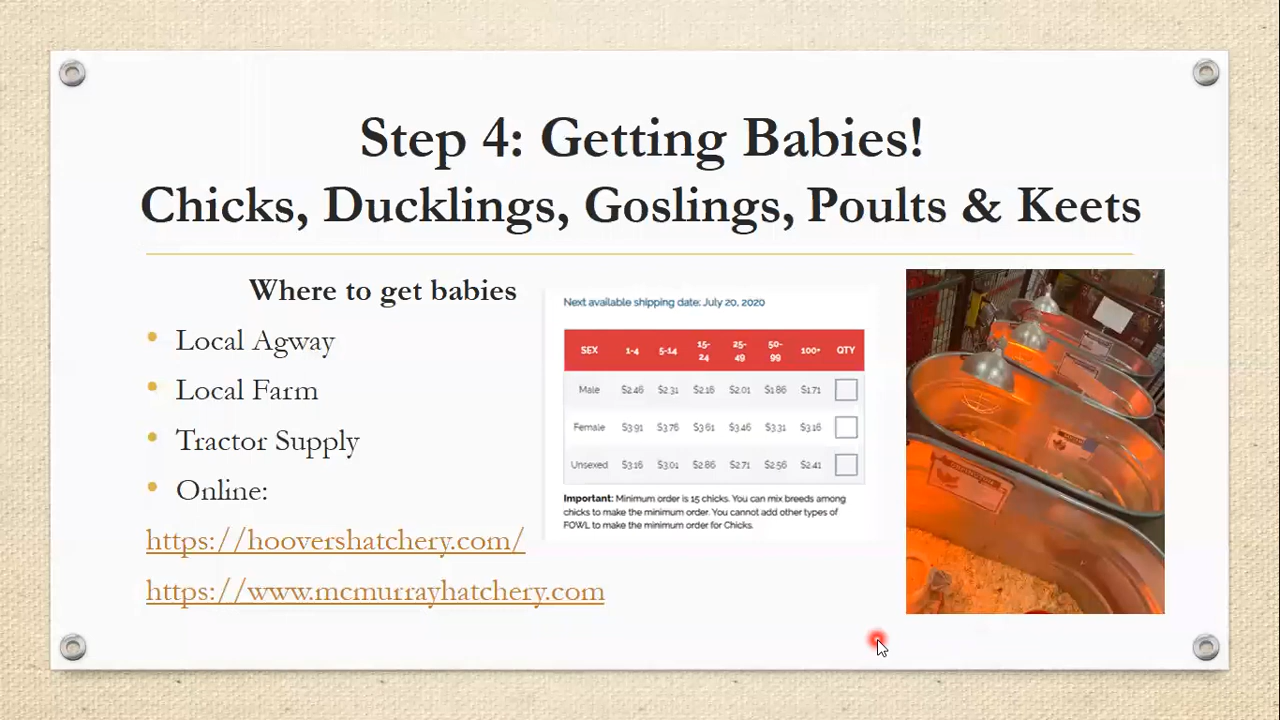 Step 4: Getting Babies!
Chicks, Ducklings, Goslings, Poults & Keets
Where to get babies
• Local Agway
• Local Farm
• Tractor Supply
• Online:
https://hoovershatchery.com/
https://www.mcmurrayhatchery.com
Next available shipping date: July 20, 2020
SEX 1-4 5-14 15-24 25-49 50-99 100+ QTY
Male $2.46 $2.31 $2.16 $2.01 $1.86 $1.71
Female $3.91 $3.76 $3.61 $3.46 $3.31 $3.16
Unsexed $3.16 $3.01 $2.86 $2.71 $2.56 $2.41
Important: Minimum order is 15 chicks. You can mix breeds among
chicks to make the minimum order. You cannot add other types of
FOWL to make the minimum order for Chicks.